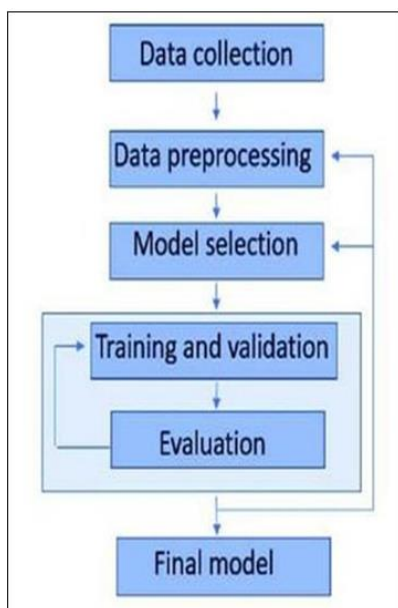 Data collection
Data preprocessing
Model selection
Training and validation
Evaluation
Final model